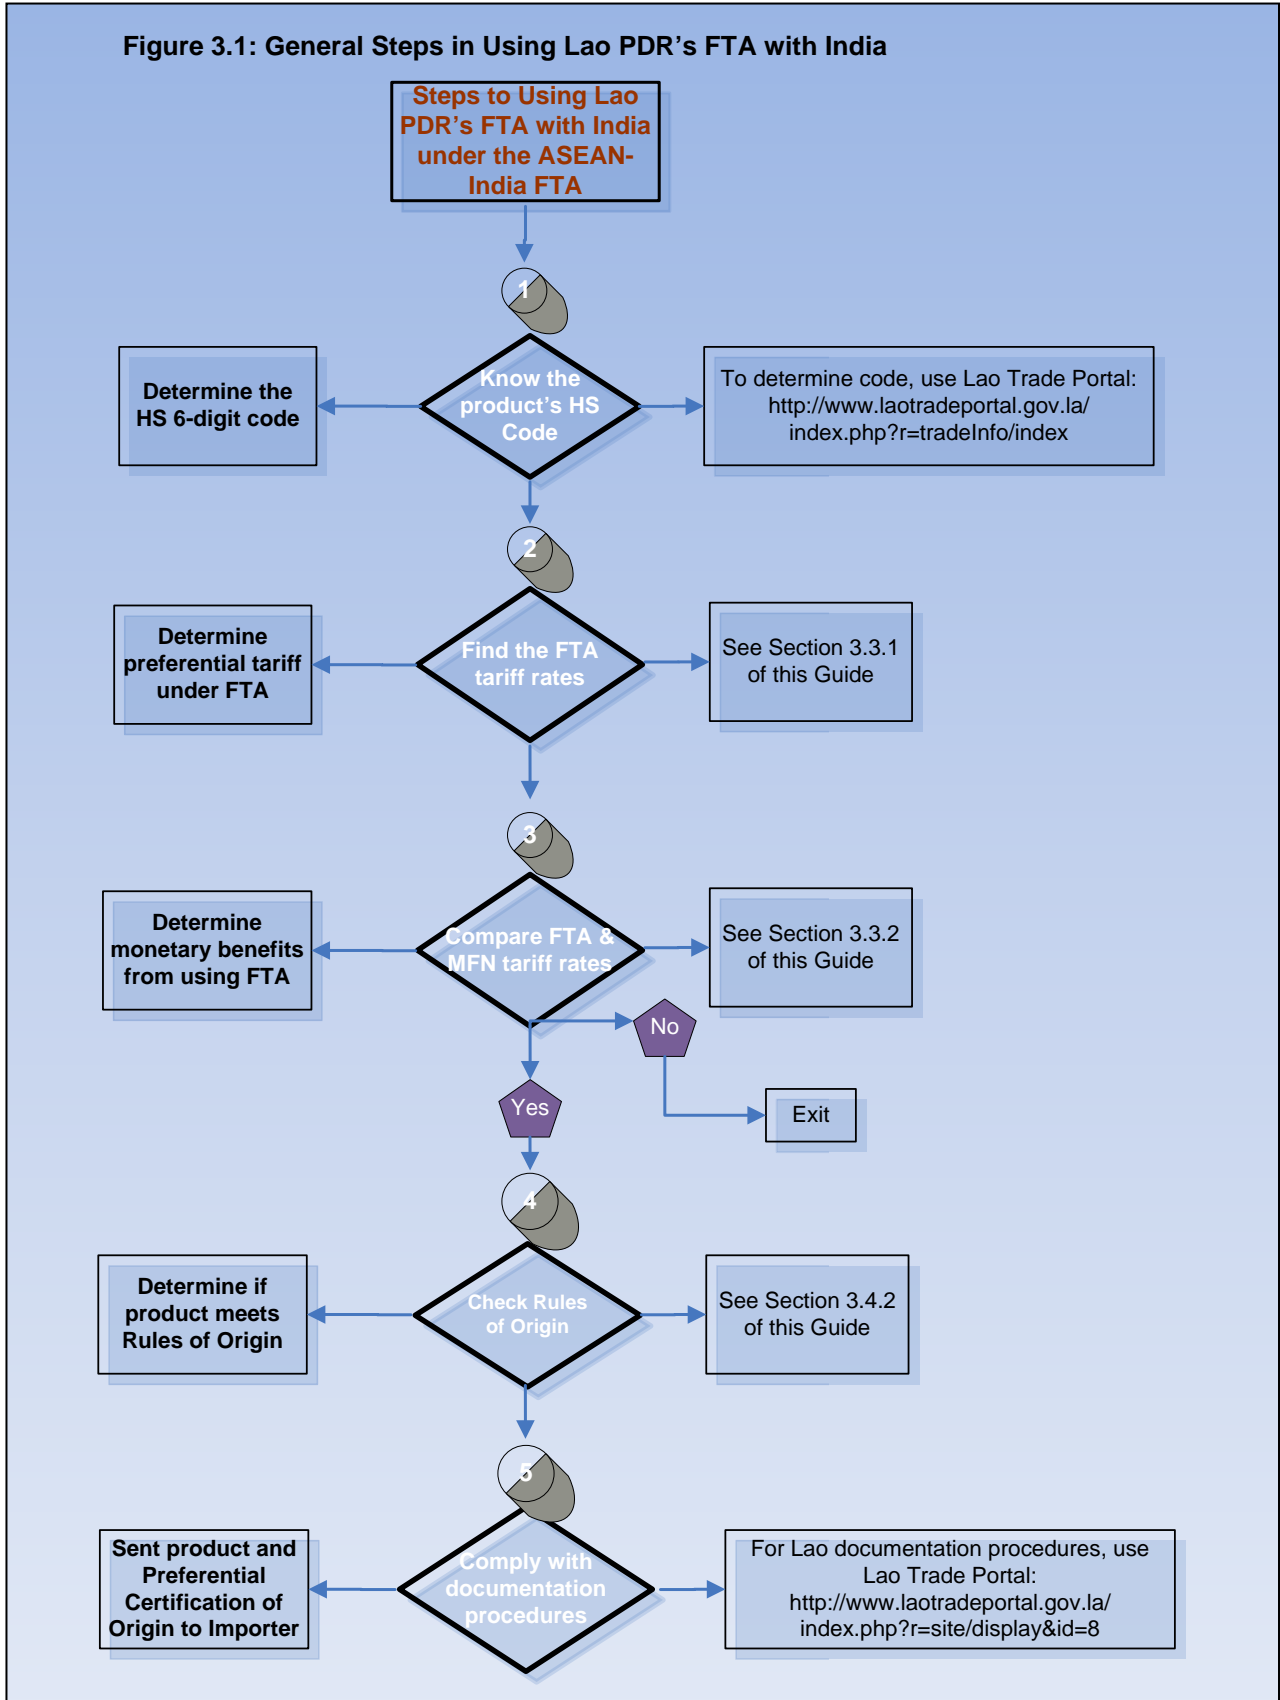 Figure 3.1: General Steps in Using Lao PDR's FTA with India
Steps to Using Lao
PDR's FTA with India
under the ASEAN-
India FTA
1
Determine the
HS 6-digit code
Know the
product's HS
Code
To determine code, use Lao Trade Portal:
http://www.laotradeportal.gov.la/
index.php?r=tradeInfo/index
2
Determine
preferential tariff
under FTA
Find the FTA
tariff rates
See Section 3.3.1
of this Guide
3
Determine
monetary benefits
from using FTA
Compare FTA &
MFN tariff rates
See Section 3.3.2
of this Guide
No
Yes
Exit
4
Determine if
product meets
Rules of Origin
Check Rules
of Origin
See Section 3.4.2
of this Guide
5
Sent product and
Preferential
Certification of
Origin to Importer
Comply with
documentation
procedures
For Lao documentation procedures, use
Lao Trade Portal:
http://www.laotradeportal.gov.la/
index.php?r=site/display&id=8